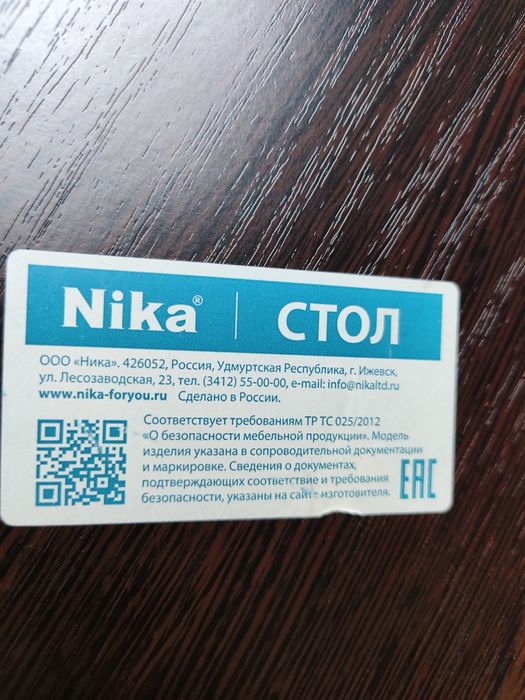 Nika® | СТОЛ
ООО «Ника». 426052, Россия, Удмуртская Республика, г. Ижевск,
ул. Лесозаводская, 23, тел. (3412) 55-00-00, e-mail: info@nikaltd.ru
www.nika-foryou.ru Сделано в России.
Соответствует требованиям ТР ТС 025/2012
«О безопасности мебельной продукции». Модель
изделия указана в сопроводительной документации
и маркировке. Сведения о документах,
подтверждающих соответствие и требования
безопасности, указаны на сайте изготовителя.
EAC